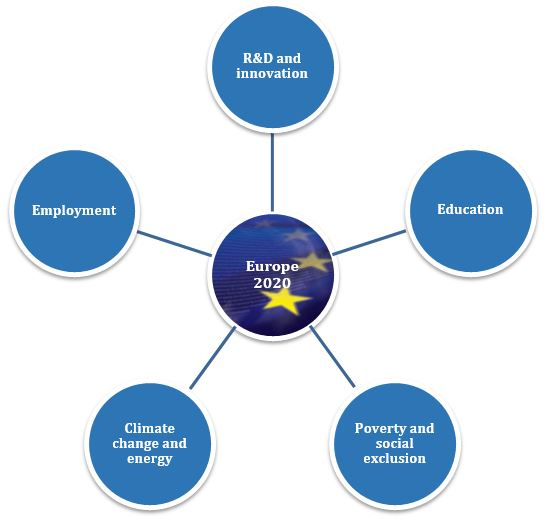 R&D and
innovation
Employment
Education
Europe
2020
Climate
change and
energy
Poverty and
social
exclusion